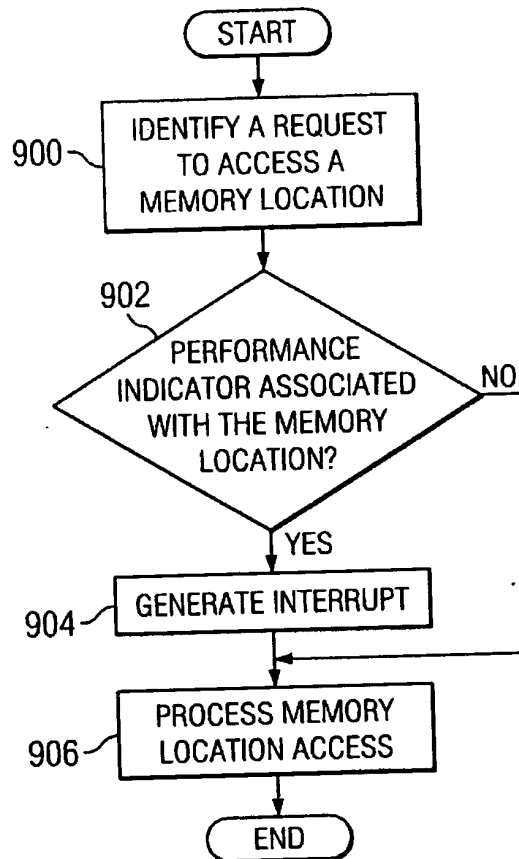 START
900
IDENTIFY A REQUEST
TO ACCESS A
MEMORY LOCATION
902
PERFORMANCE
INDICATOR ASSOCIATED
WITH THE MEMORY
LOCATION?
NO
YES
904
GENERATE INTERRUPT
906
PROCESS MEMORY
LOCATION ACCESS
END